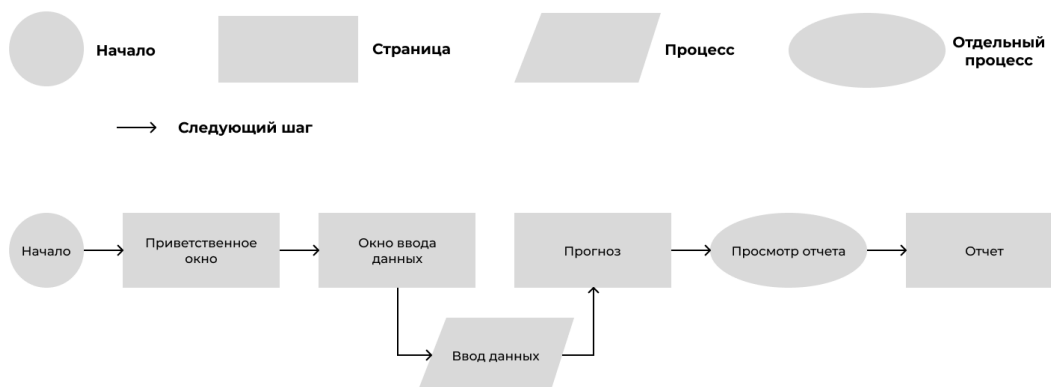 Начало
Страница
Процесс
Отдельный
процесс
Следующий шаг
Начало
Приветственное
окно
Окно ввода
данных
Прогноз
Просмотр отчета
Отчет
Ввод данных